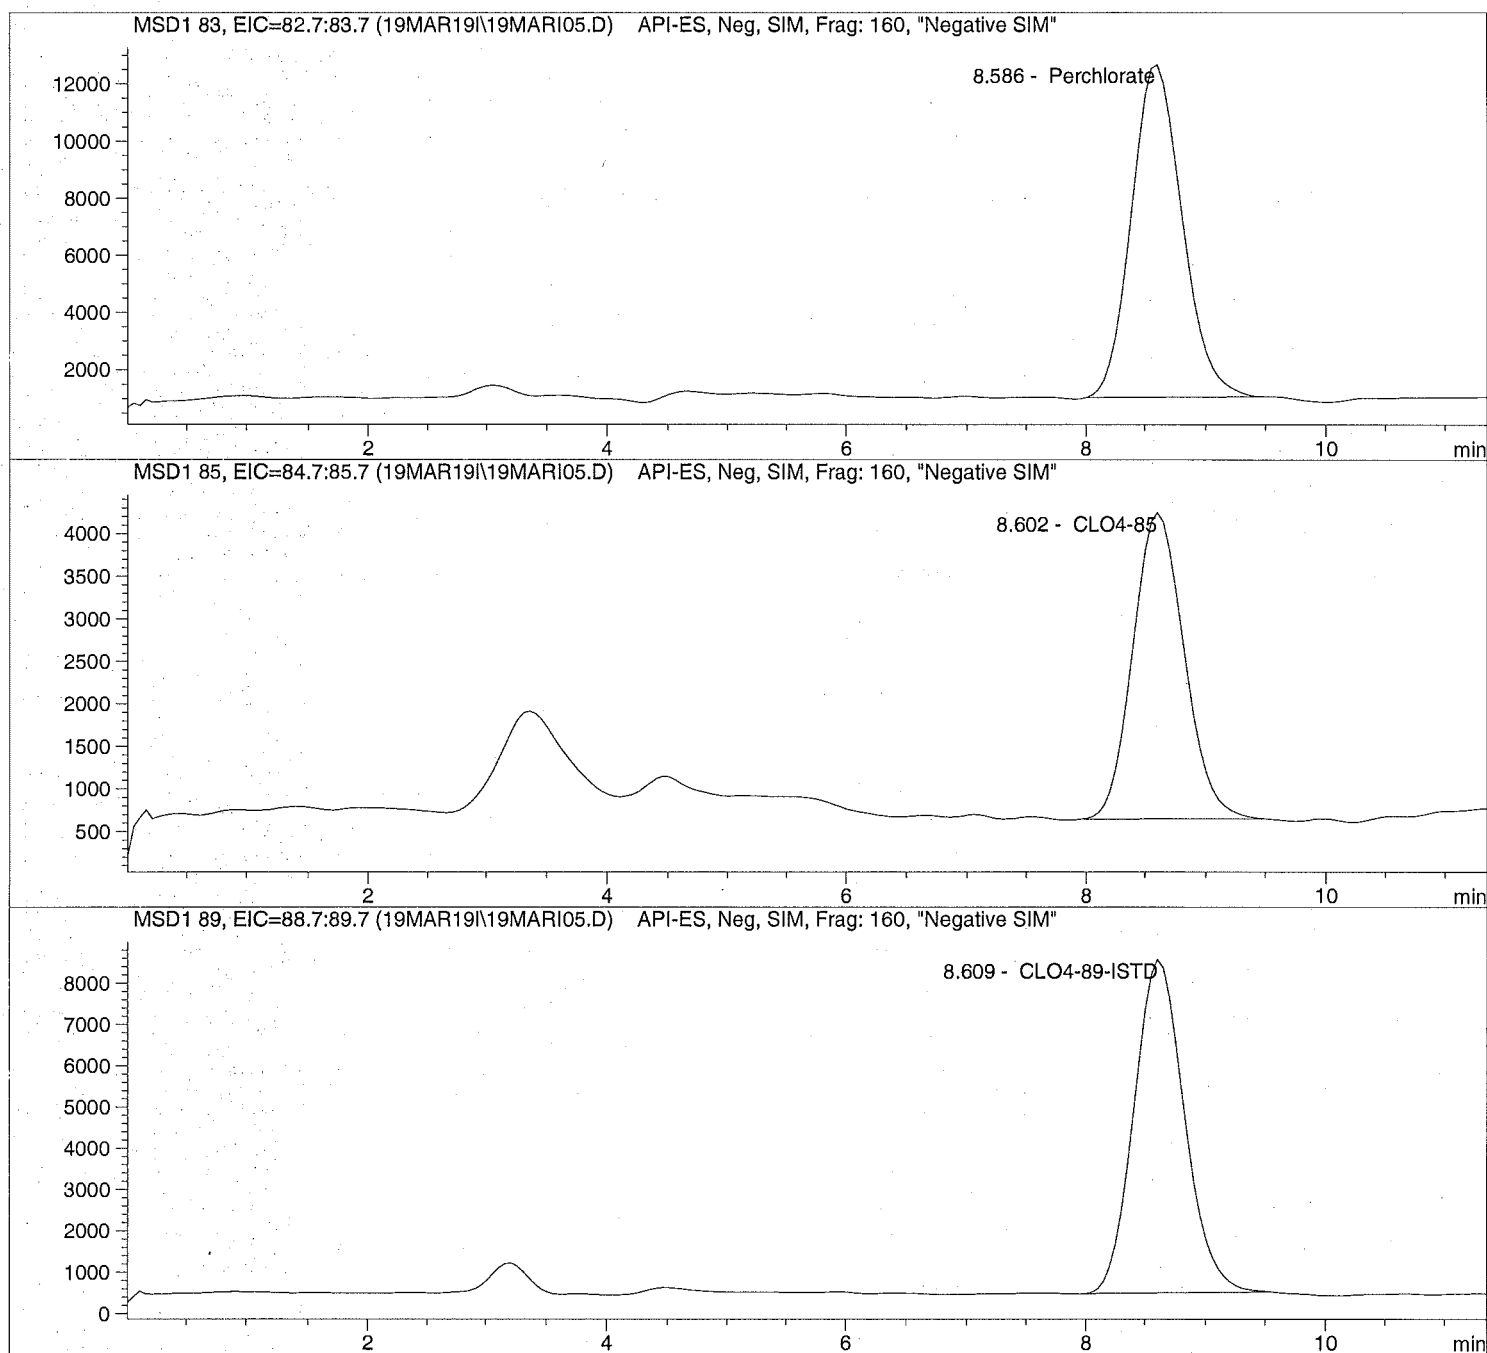 MSD1 83, EIC=82.7:83.7 (19MAR19I\19MARI05.D) API-ES, Neg, SIM, Frag: 160, "Negative SIM"
8.586 - Perchlorate
12000
10000
8000
6000
4000
2000
2 4 6 8 10 min
MSD1 85, EIC=84.7:85.7 (19MAR19I\19MARI05.D) API-ES, Neg, SIM, Frag: 160, "Negative SIM"
8.602 - CLO4-85
4000
3500
3000
2500
2000
1500
1000
500
2 4 6 8 10 min
MSD1 89, EIC=88.7:89.7 (19MAR19I\19MARI05.D) API-ES, Neg, SIM, Frag: 160, "Negative SIM"
8.609 - CLO4-89-ISTD
8000
7000
6000
5000
4000
3000
2000
1000
0
2 4 6 8 10 min